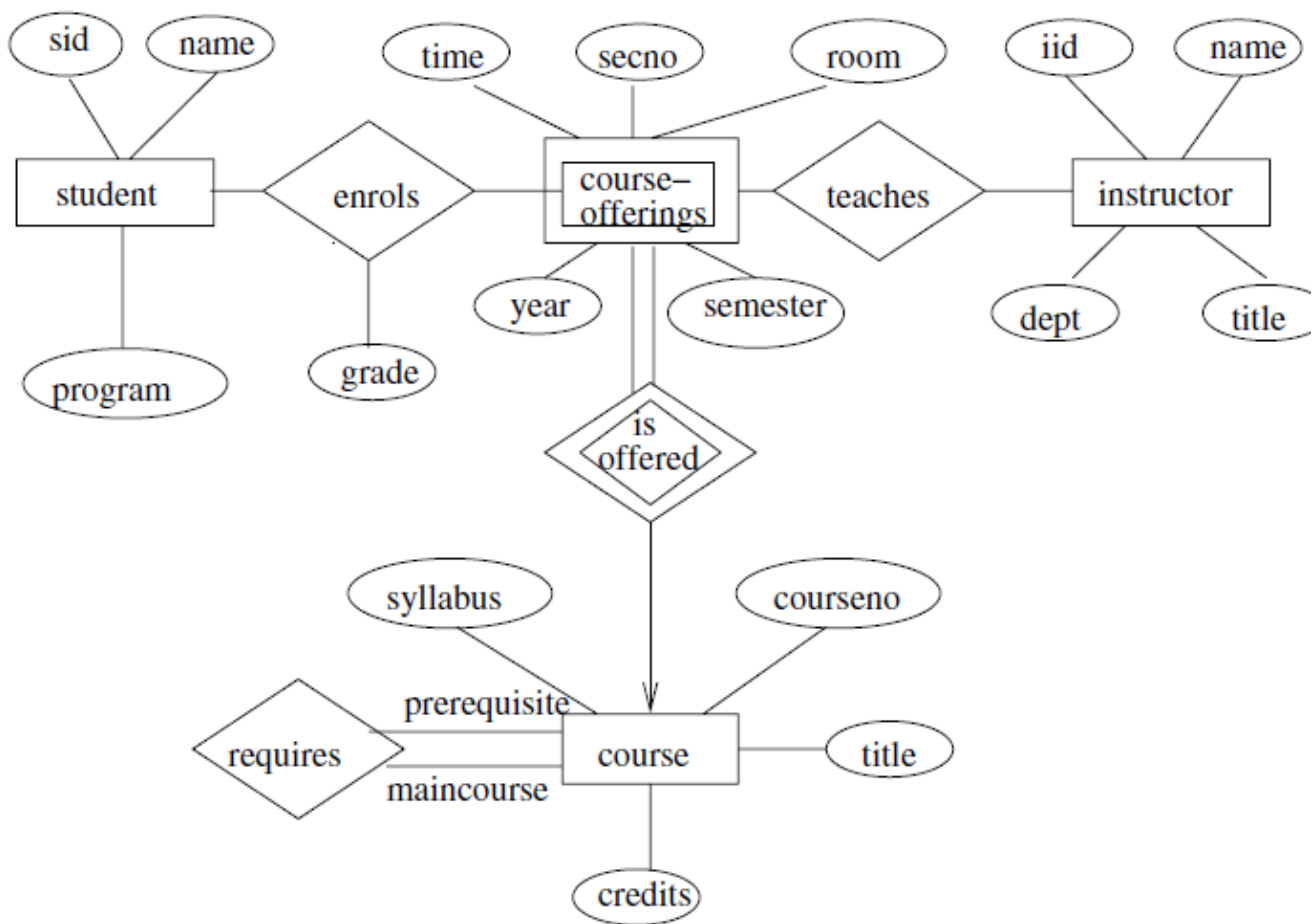 sid
name
time
secno
room
iid
name
student
enrols
course–
offerings
teaches
instructor
year
semester
dept
title
program
grade
is
offered
syllabus
courseno
prerequisite
requires
course
title
maincourse
credits